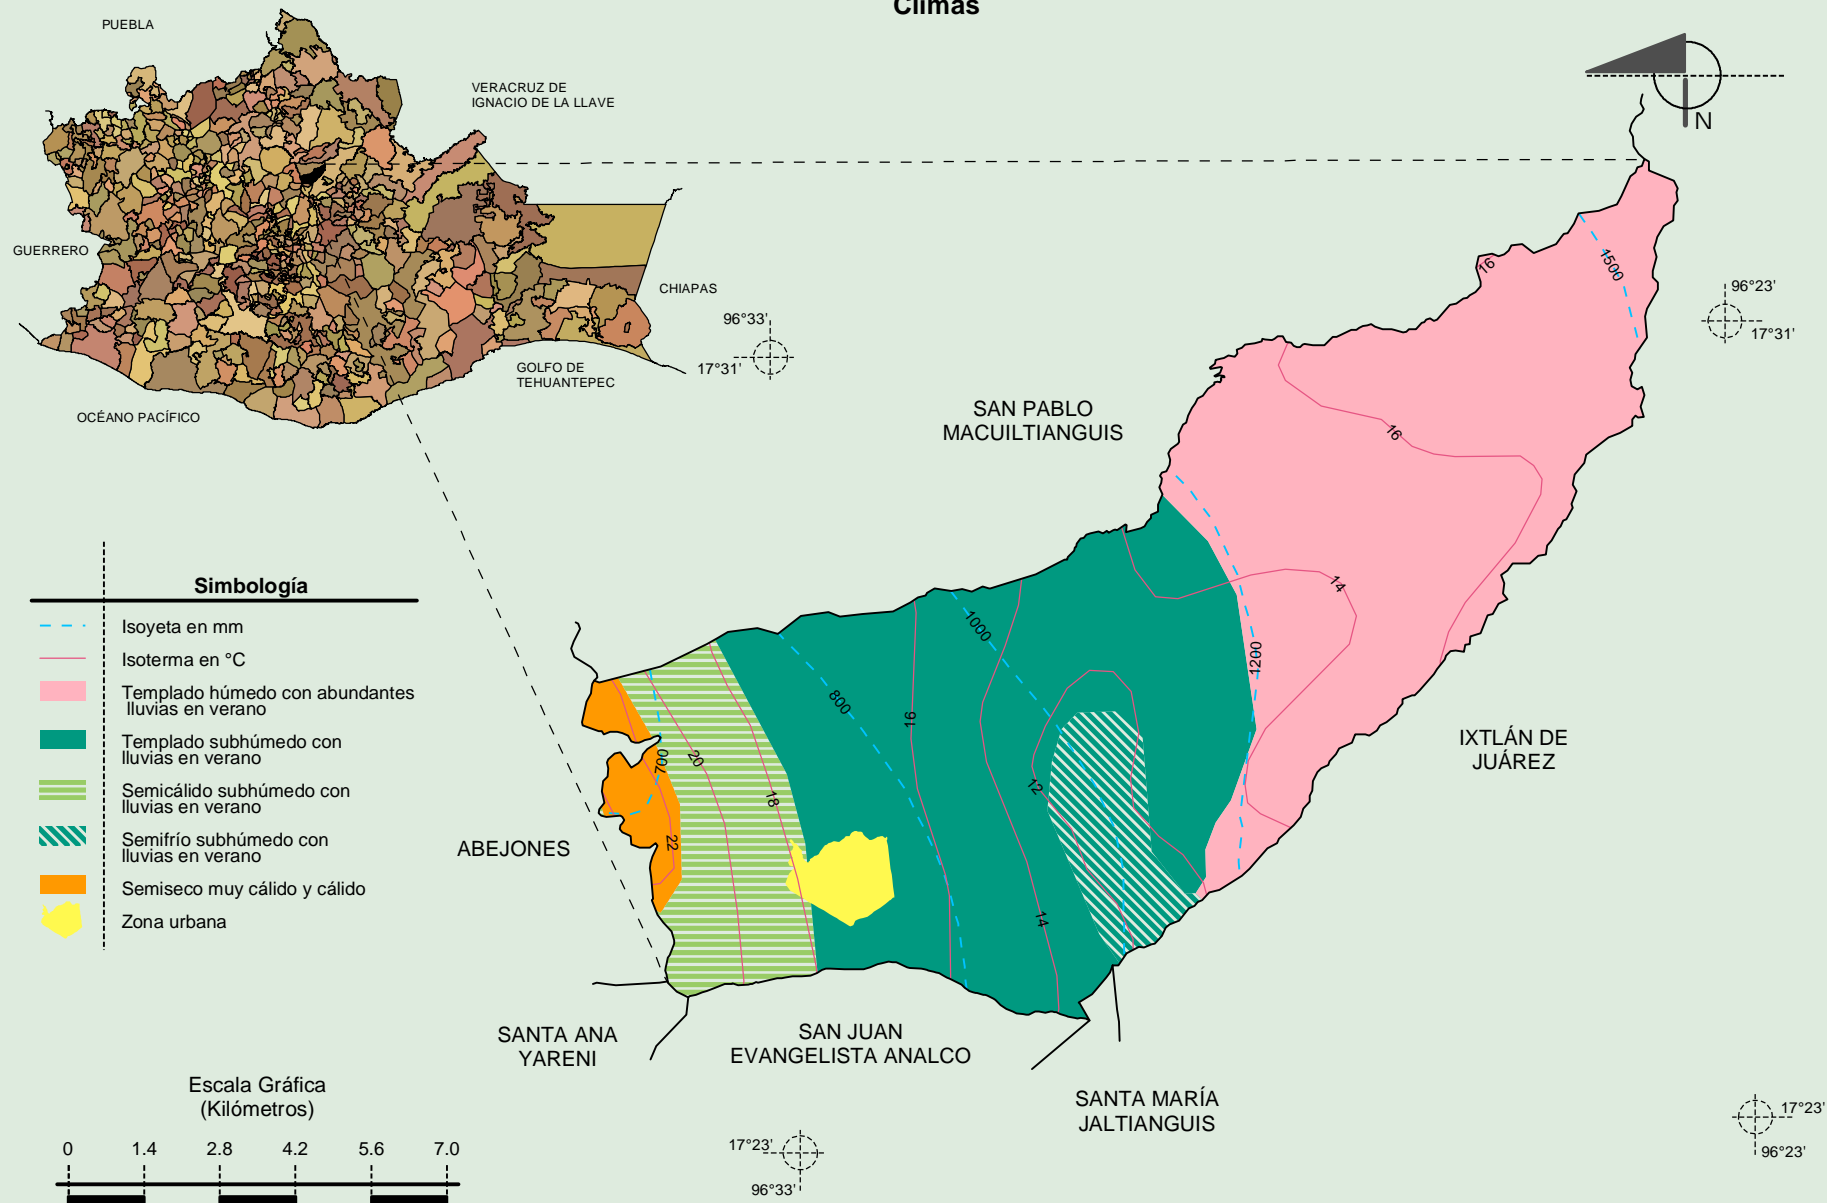 Climas
PUEBLA
VERACRUZ DE
IGNACIO DE LA LLAVE
GUERRERO
CHIAPAS
GOLFO DE
TEHUANTEPEC
OCÉANO PACÍFICO
N
96°33'
17°31'
96°23'
17°31'
SAN PABLO
MACUILTIANGUIS
IXTLÁN DE
JUÁREZ
ABEJONES
SANTA ANA
YARENI
SAN JUAN
EVANGELISTA ANALCO
SANTA MARÍA
JALTIANGUIS
16
1500
16
14
1200
1000
800
16
12
14
700
20
18
22
Simbología
Isoyeta en mm
Isoterma en °C
Templado húmedo con abundantes
lluvias en verano
Templado subhúmedo con
lluvias en verano
Semicálido subhúmedo con
lluvias en verano
Semifrío subhúmedo con
lluvias en verano
Semiseco muy cálido y cálido
Zona urbana
Escala Gráfica
(Kilómetros)
0 1.4 2.8 4.2 5.6 7.0
17°23'
96°33'
17°23'
96°23'